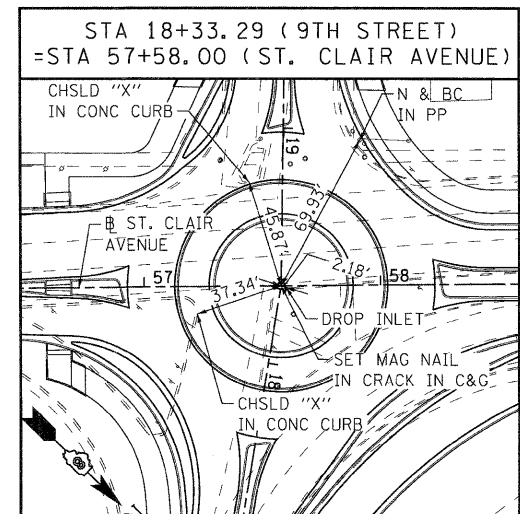 STA 18+33.29 (9TH STREET)
=STA 57+58.00 (ST. CLAIR AVENUE)
CHSLD "X"
IN CONC CURB
N & BC
IN PP
19
45.87'
69.93'
B ST. CLAIR
AVENUE
57
37.34'
2.18'
58
DROP INLET
SET MAG NAIL
IN CRACK IN C&G
18
CHSLD "X"
IN CONC CURB